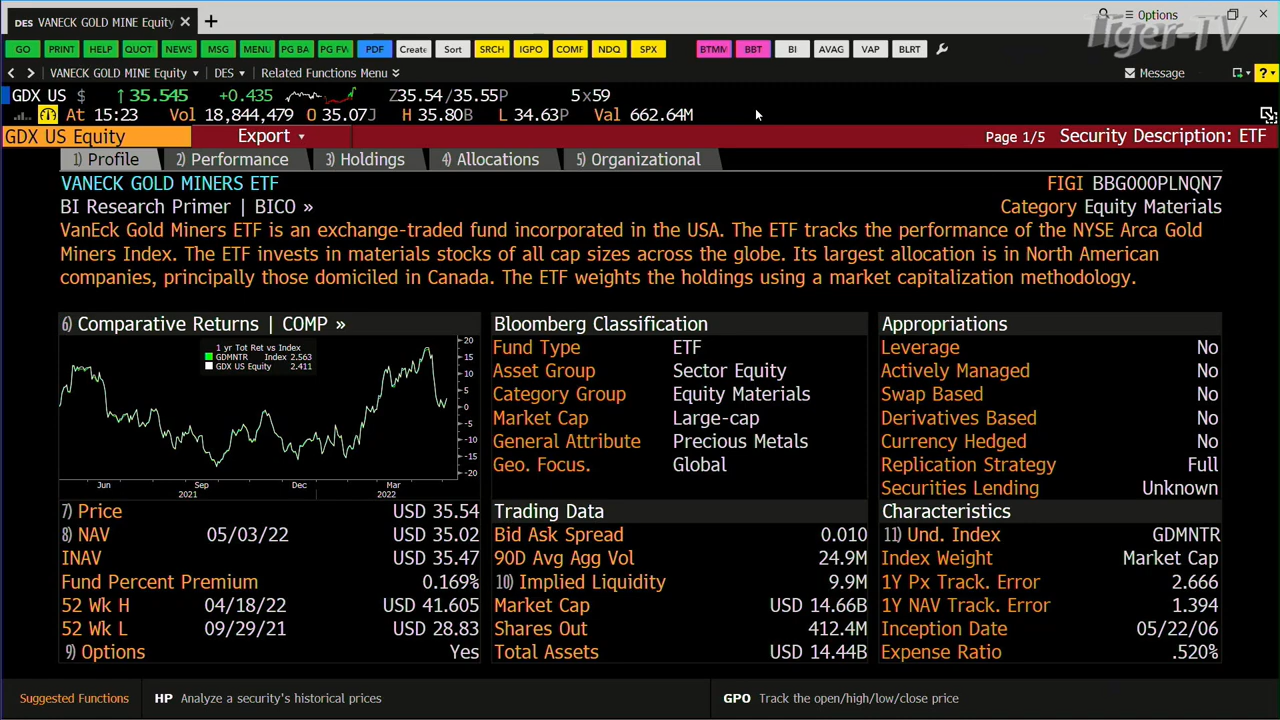 DES VANECK GOLD MINE Equity × +
Options
Tiger-TV
GO PRINT HELP QUOT NEWS MSG MENU PG BA PG FW PDF Create Sort SRCH IGPO COMF NDQ SPX BTMM BBT BI AVAG VAP BLRT
VANECK GOLD MINE Equity DES Related Functions Menu Message ?
GDX US $ ↑ 35.545 +0.435 Z35.54 / 35.55P 5 x 59
At 15:23 Vol 18,844,479 O 35.07J H 35.80B L 34.63P Val 662.64M
GDX US Equity Export Page 1/5 Security Description: ETF
1) Profile 2) Performance 3) Holdings 4) Allocations 5) Organizational
VANECK GOLD MINERS ETF FIGI BBG000PLNQN7
BI Research Primer | BICO » Category Equity Materials
VanEck Gold Miners ETF is an exchange-traded fund incorporated in the USA. The ETF tracks the performance of the NYSE Arca Gold
Miners Index. The ETF invests in materials stocks of all cap sizes across the globe. Its largest allocation is in North American
companies, principally those domiciled in Canada. The ETF weights the holdings using a market capitalization methodology.
6) Comparative Returns | COMP »
1 yr Tot Ret vs Index
GDMNTR Index 2.563
GDX US Equity 2.411
20
15
10
5
0
-5
-10
-15
-20
Jun Sep Dec Mar
2021 2022
7) Price USD 35.54
8) NAV 05/03/22 USD 35.02
INAV USD 35.47
Fund Percent Premium 0.169%
52 Wk H 04/18/22 USD 41.605
52 Wk L 09/29/21 USD 28.83
9) Options Yes
Bloomberg Classification
Fund Type ETF
Asset Group Sector Equity
Category Group Equity Materials
Market Cap Large-cap
General Attribute Precious Metals
Geo. Focus. Global
Trading Data
Bid Ask Spread 0.010
90D Avg Agg Vol 24.9M
10) Implied Liquidity 9.9M
Market Cap USD 14.66B
Shares Out 412.4M
Total Assets USD 14.44B
Appropriations
Leverage No
Actively Managed No
Swap Based No
Derivatives Based No
Currency Hedged No
Replication Strategy Full
Securities Lending Unknown
Characteristics
11) Und. Index GDMNTR
Index Weight Market Cap
1Y Px Track. Error 2.666
1Y NAV Track. Error 1.394
Inception Date 05/22/06
Expense Ratio .520%
Suggested Functions HP Analyze a security's historical prices GPO Track the open/high/low/close price